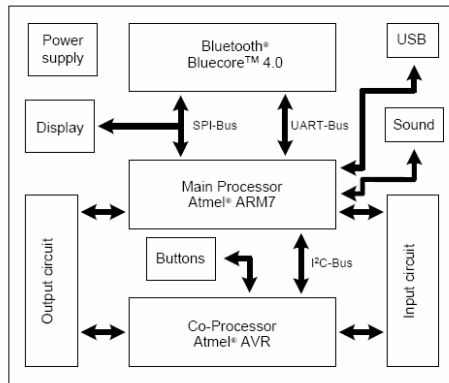 Power
supply
Bluetooth®
Bluecore™ 4.0
USB
Display
SPI-Bus
UART-Bus
Sound
Main Processor
Atmel® ARM7
Output circuit
Buttons
I²C-Bus
Input circuit
Co-Processor
Atmel® AVR